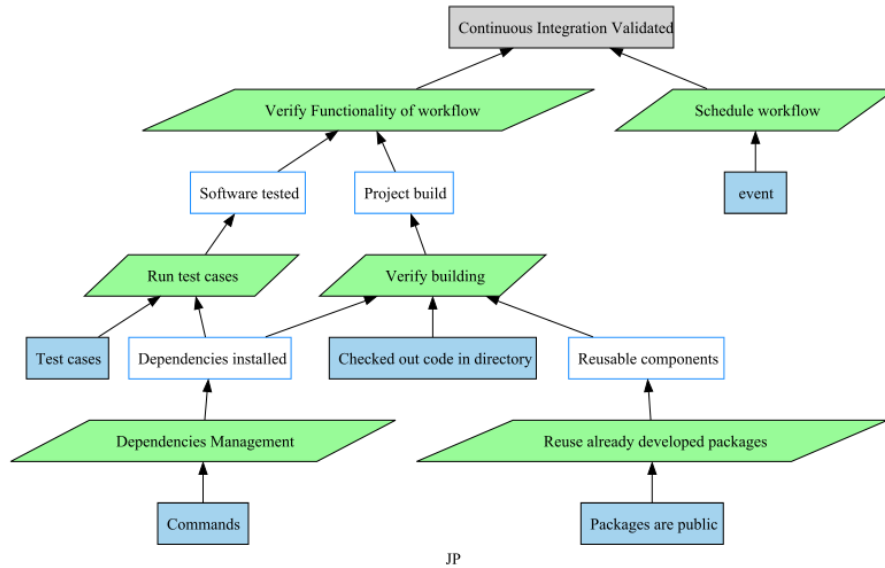 Continuous Integration Validated
Verify Functionality of workflow
Schedule workflow
Software tested
Project build
event
Run test cases
Verify building
Test cases
Dependencies installed
Checked out code in directory
Reusable components
Dependencies Management
Reuse already developed packages
Commands
Packages are public
JP